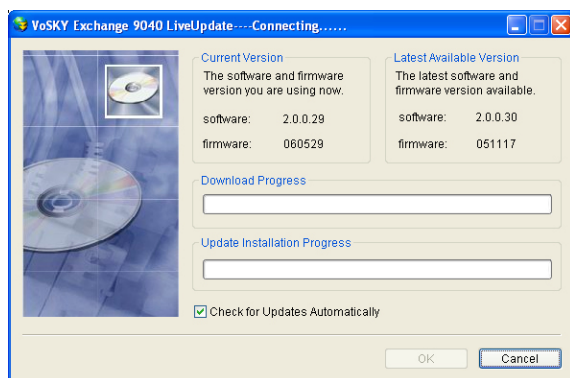 VoSKY Exchange 9040 LiveUpdate----Connecting......
Current Version
The software and firmware
version you are using now.
software: 2.0.0.29
firmware: 060529
Latest Available Version
The latest software and
firmware version available.
software: 2.0.0.30
firmware: 051117
Download Progress
Update Installation Progress
Check for Updates Automatically
OK
Cancel